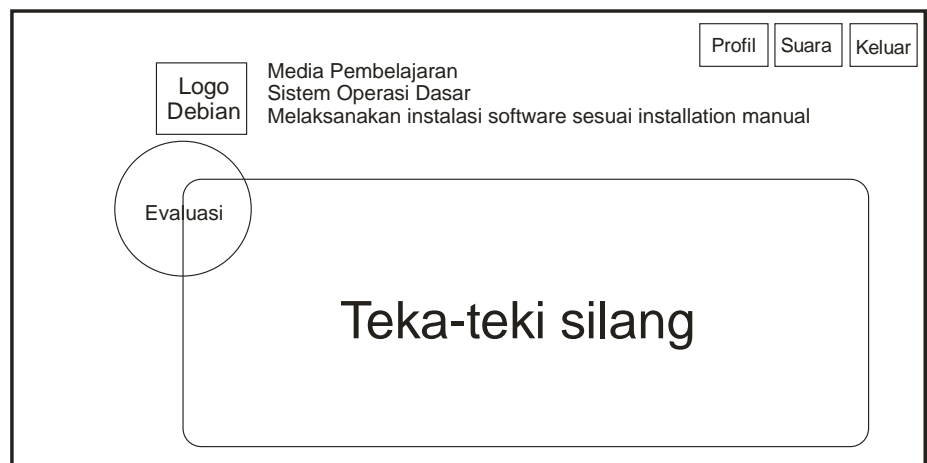 Profil
Suara
Keluar
Logo
Debian
Media Pembelajaran
Sistem Operasi Dasar
Melaksanakan instalasi software sesuai installation manual
Evaluasi
Teka-teki silang